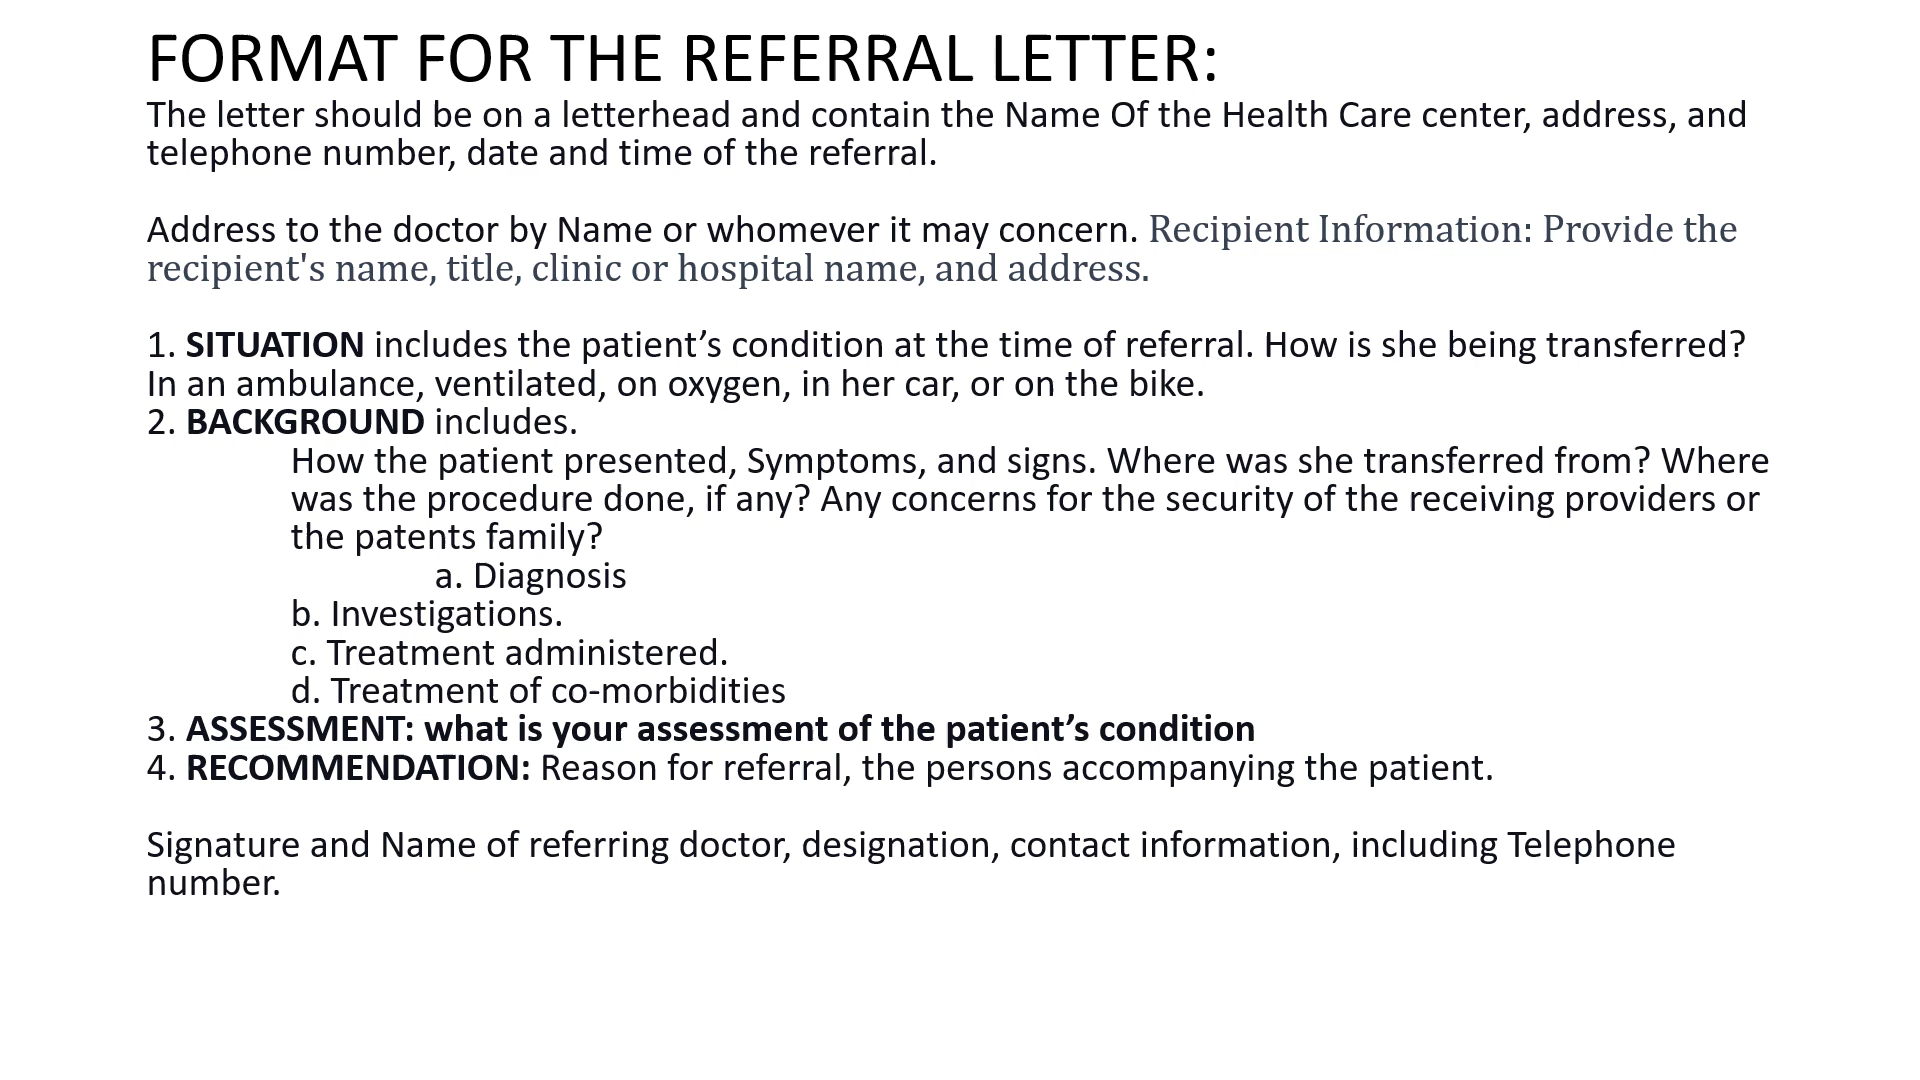 FORMAT FOR THE REFERRAL LETTER:
The letter should be on a letterhead and contain the Name Of the Health Care center, address, and
telephone number, date and time of the referral.
Address to the doctor by Name or whomever it may concern. Recipient Information: Provide the
recipient's name, title, clinic or hospital name, and address.
1. SITUATION includes the patient’s condition at the time of referral. How is she being transferred?
In an ambulance, ventilated, on oxygen, in her car, or on the bike.
2. BACKGROUND includes.
How the patient presented, Symptoms, and signs. Where was she transferred from? Where
was the procedure done, if any? Any concerns for the security of the receiving providers or
the patents family?
a. Diagnosis
b. Investigations.
c. Treatment administered.
d. Treatment of co-morbidities
3. ASSESSMENT: what is your assessment of the patient’s condition
4. RECOMMENDATION: Reason for referral, the persons accompanying the patient.
Signature and Name of referring doctor, designation, contact information, including Telephone
number.